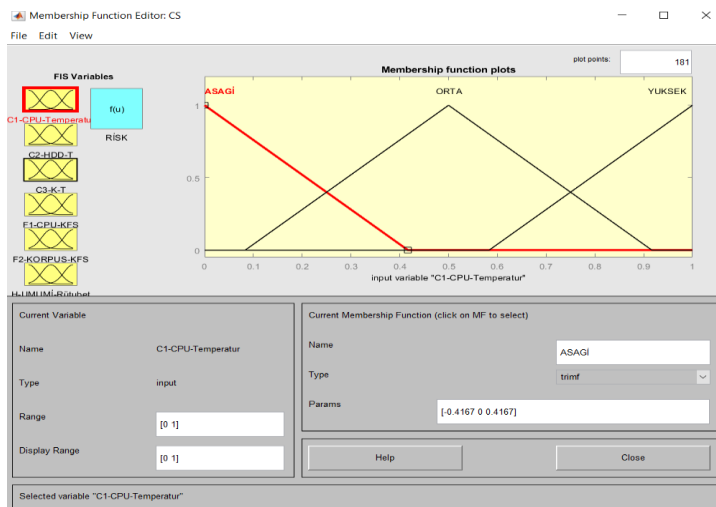 Membership Function Editor: CS
File Edit View
FIS Variables
Membership function plots
plot points: 181
C1-CPU-Temperatu
f(u)
RİSK
C2-HDD-T
C3-K-T
F1-CPU-KFS
F2-KORPUS-KFS
H-UMUMİ-Rütubet
ASAGİ ORTA YUKSEK
1
0.5
0
0 0.1 0.2 0.3 0.4 0.5 0.6 0.7 0.8 0.9 1
input variable "C1-CPU-Temperatur"
Current Variable
Name C1-CPU-Temperatur
Type input
Range [0 1]
Display Range [0 1]
Current Membership Function (click on MF to select)
Name ASAGİ
Type trimf
Params [-0.4167 0 0.4167]
Help Close
Selected variable "C1-CPU-Temperatur"